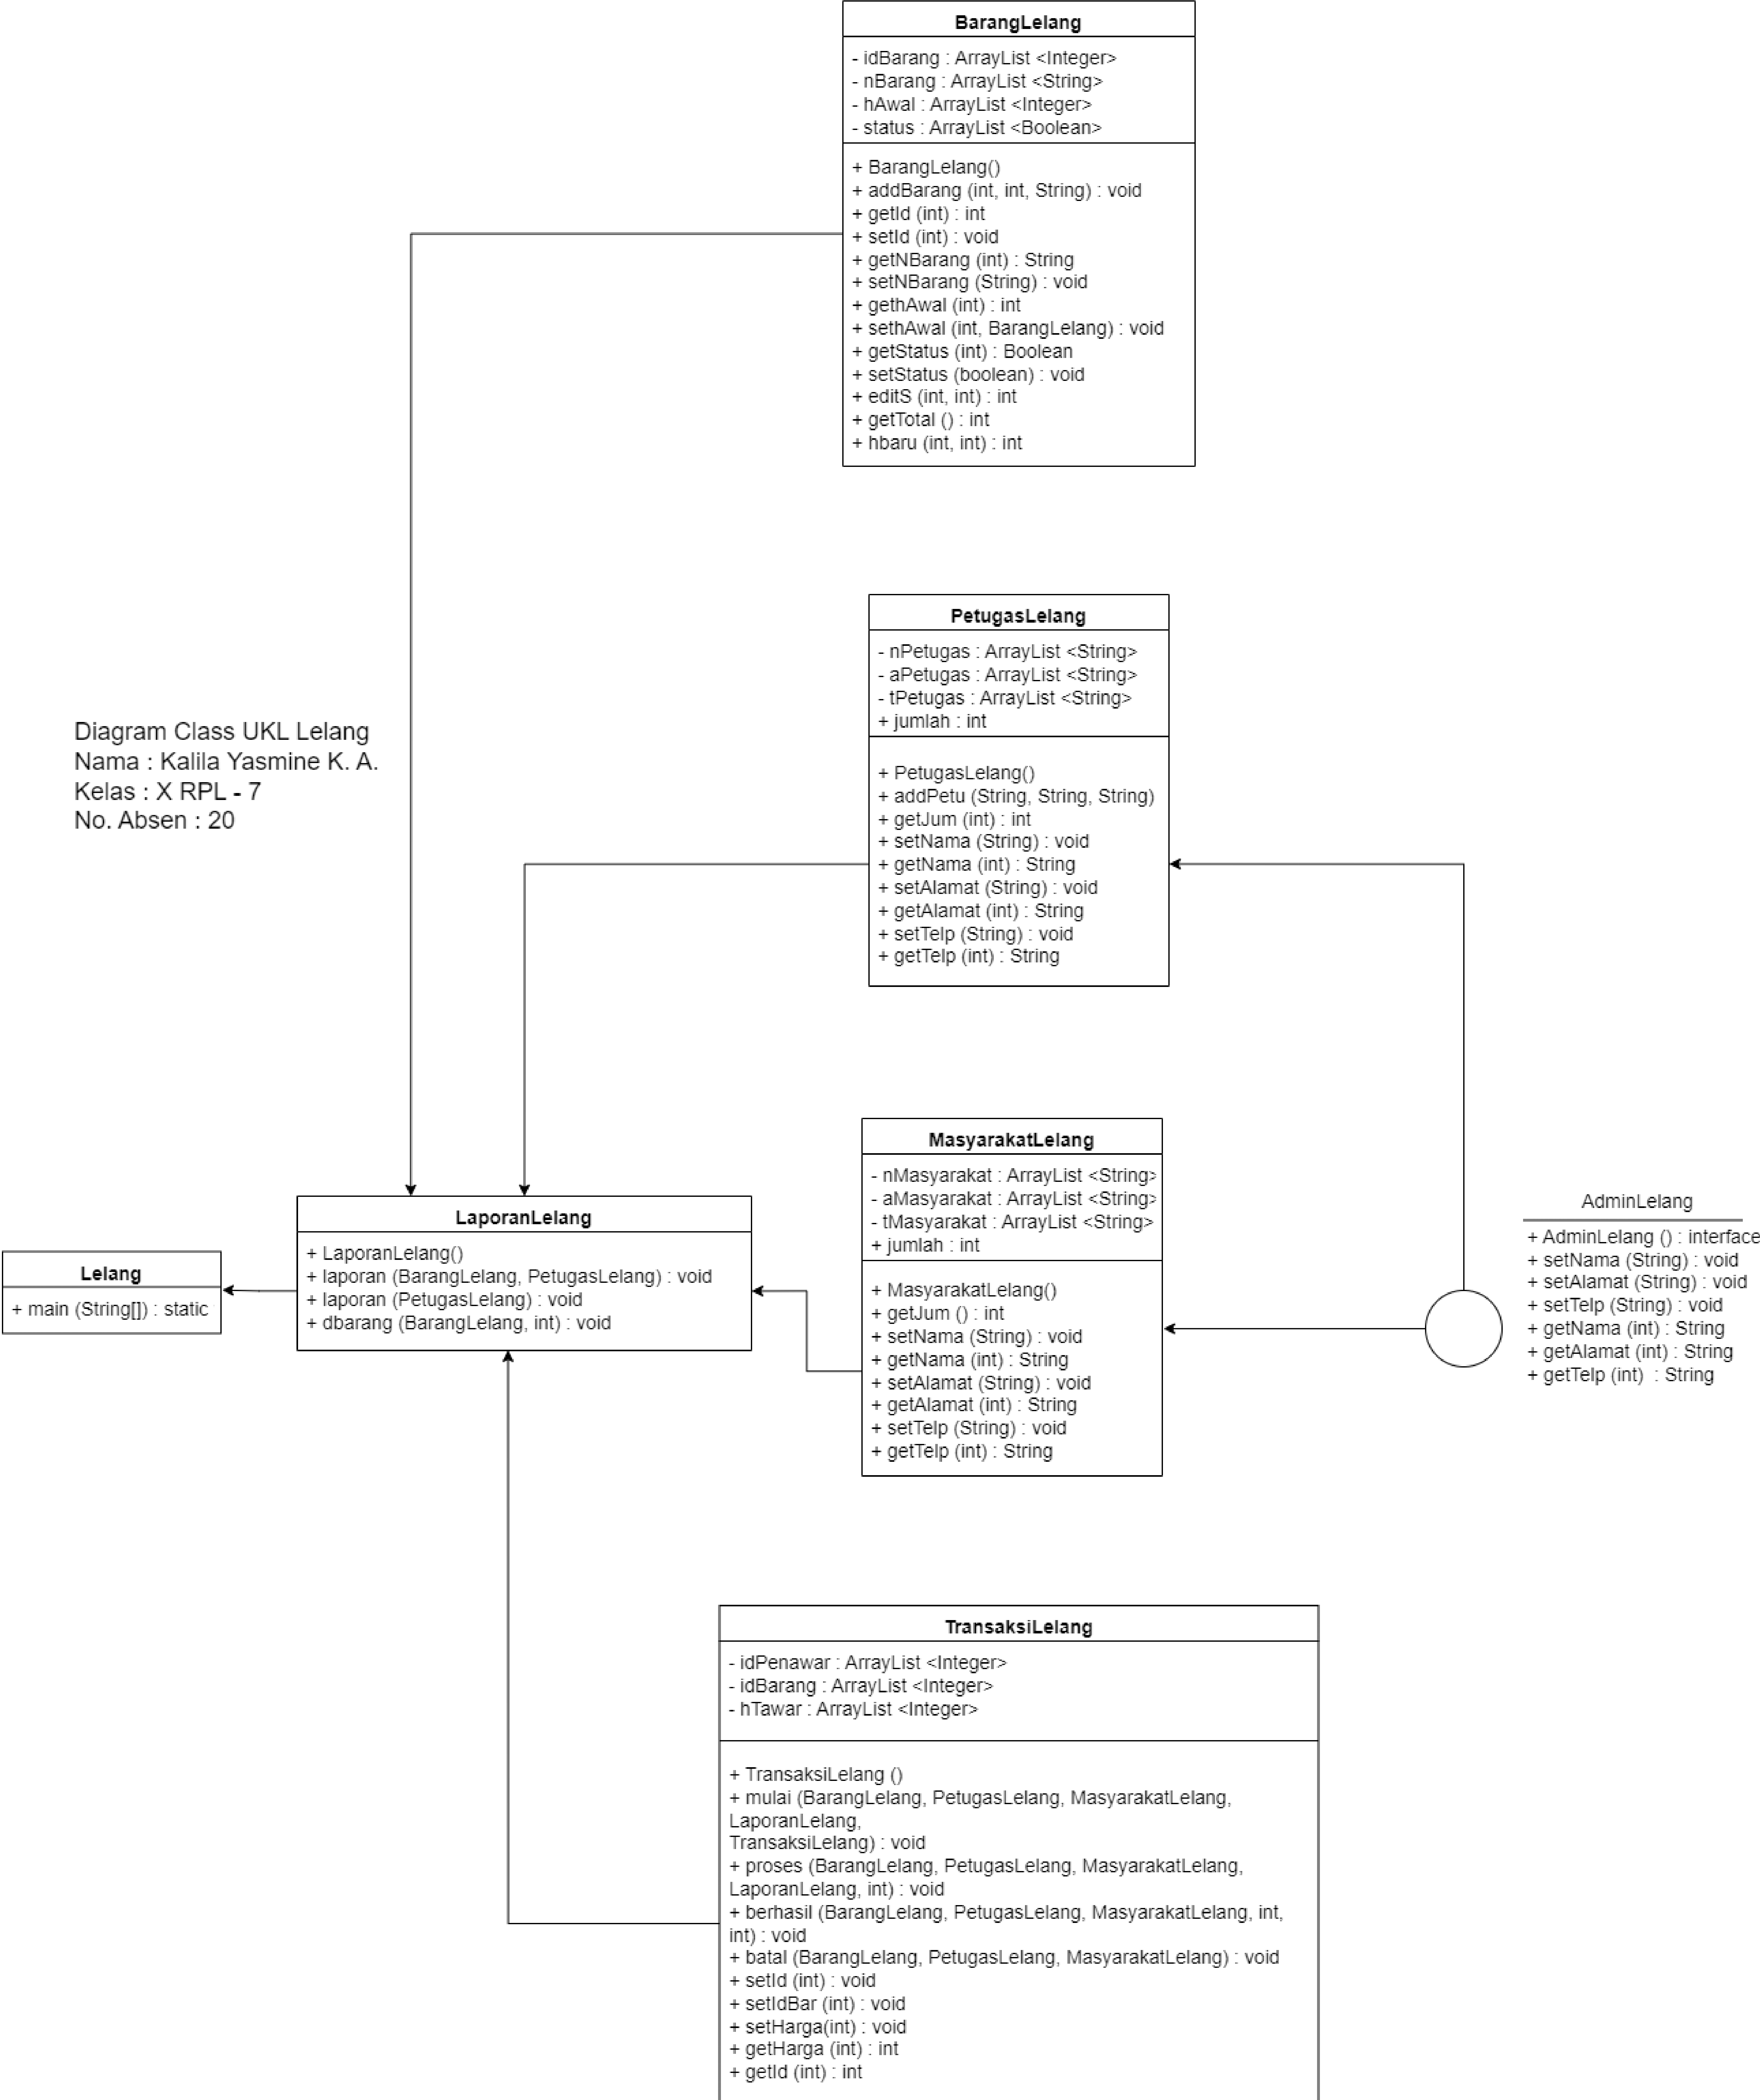 BarangLelang
- idBarang : ArrayList <Integer>
- nBarang : ArrayList <String>
- hAwal : ArrayList <Integer>
- status : ArrayList <Boolean>
+ BarangLelang()
+ addBarang (int, int, String) : void
+ getId (int) : int
+ setId (int) : void
+ getNBarang (int) : String
+ setNBarang (String) : void
+ gethAwal (int) : int
+ sethAwal (int, BarangLelang) : void
+ getStatus (int) : Boolean
+ setStatus (boolean) : void
+ editS (int, int) : int
+ getTotal () : int
+ hbaru (int, int) : int
PetugasLelang
- nPetugas : ArrayList <String>
- aPetugas : ArrayList <String>
- tPetugas : ArrayList <String>
+ jumlah : int
+ PetugasLelang()
+ addPetu (String, String, String)
+ getJum (int) : int
+ setNama (String) : void
+ getNama (int) : String
+ setAlamat (String) : void
+ getAlamat (int) : String
+ setTelp (String) : void
+ getTelp (int) : String
Diagram Class UKL Lelang
Nama : Kalila Yasmine K. A.
Kelas : X RPL - 7
No. Absen : 20
MasyarakatLelang
- nMasyarakat : ArrayList <String>
- aMasyarakat : ArrayList <String>
- tMasyarakat : ArrayList <String>
+ jumlah : int
+ MasyarakatLelang()
+ getJum () : int
+ setNama (String) : void
+ getNama (int) : String
+ setAlamat (String) : void
+ getAlamat (int) : String
+ setTelp (String) : void
+ getTelp (int) : String
AdminLelang
+ AdminLelang () : interface
+ setNama (String) : void
+ setAlamat (String) : void
+ setTelp (String) : void
+ getNama (int) : String
+ getAlamat (int) : String
+ getTelp (int)  : String
LaporanLelang
+ LaporanLelang()
+ laporan (BarangLelang, PetugasLelang) : void
+ laporan (PetugasLelang) : void
+ dbarang (BarangLelang, int) : void
Lelang
+ main (String[]) : static
TransaksiLelang
- idPenawar : ArrayList <Integer>
- idBarang : ArrayList <Integer>
- hTawar : ArrayList <Integer>
+ TransaksiLelang ()
+ mulai (BarangLelang, PetugasLelang, MasyarakatLelang,
LaporanLelang,
TransaksiLelang) : void
+ proses (BarangLelang, PetugasLelang, MasyarakatLelang,
LaporanLelang, int) : void
+ berhasil (BarangLelang, PetugasLelang, MasyarakatLelang, int,
int) : void
+ batal (BarangLelang, PetugasLelang, MasyarakatLelang) : void
+ setId (int) : void
+ setIdBar (int) : void
+ setHarga(int) : void
+ getHarga (int) : int
+ getId (int) : int